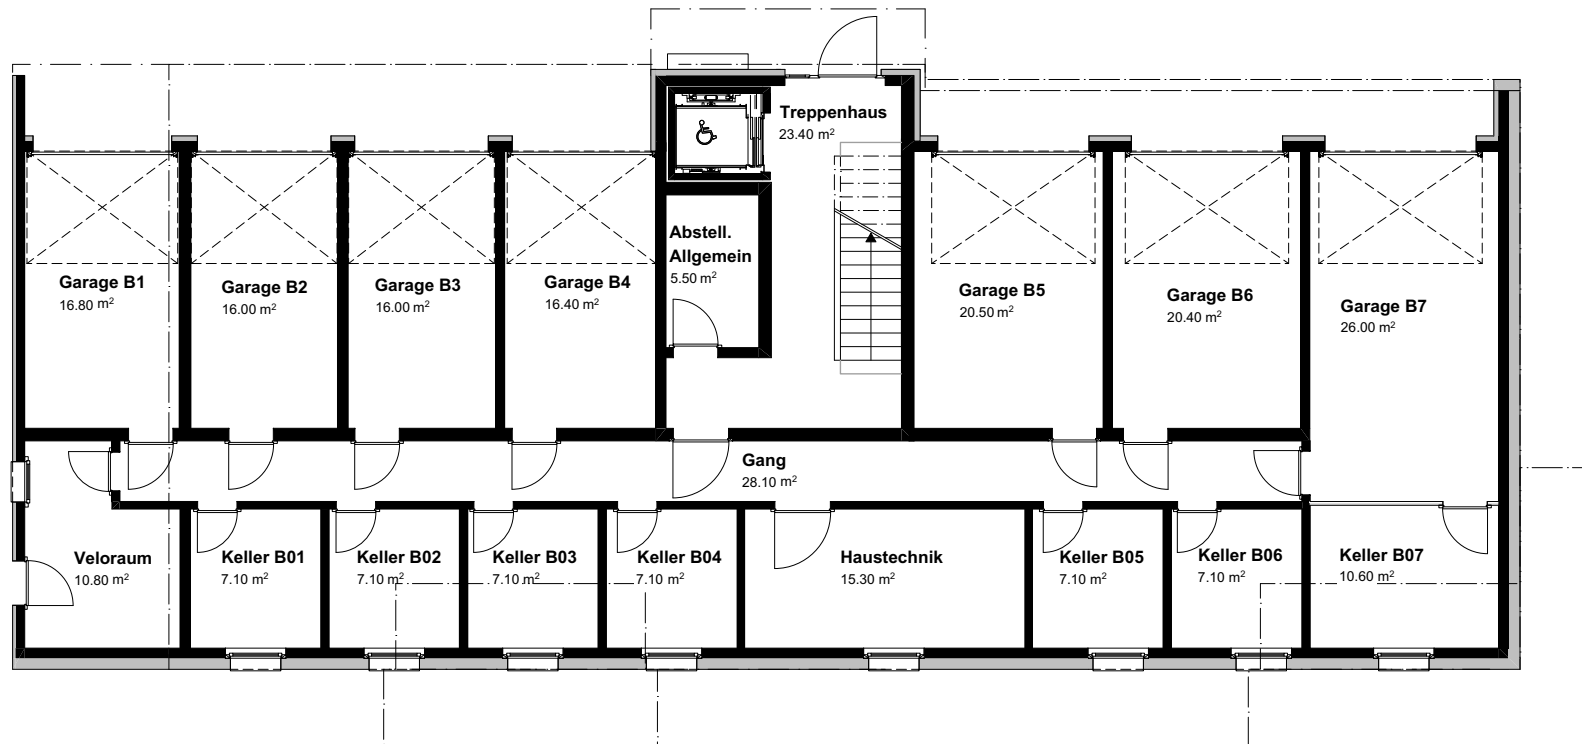 Treppenhaus
23.40 m²
Abstell.
Allgemein
5.50 m²
Garage B1
16.80 m²
Garage B2
16.00 m²
Garage B3
16.00 m²
Garage B4
16.40 m²
Garage B5
20.50 m²
Garage B6
20.40 m²
Garage B7
26.00 m²
Gang
28.10 m²
Veloraum
10.80 m²
Keller B01
7.10 m²
Keller B02
7.10 m²
Keller B03
7.10 m²
Keller B04
7.10 m²
Haustechnik
15.30 m²
Keller B05
7.10 m²
Keller B06
7.10 m²
Keller B07
10.60 m²